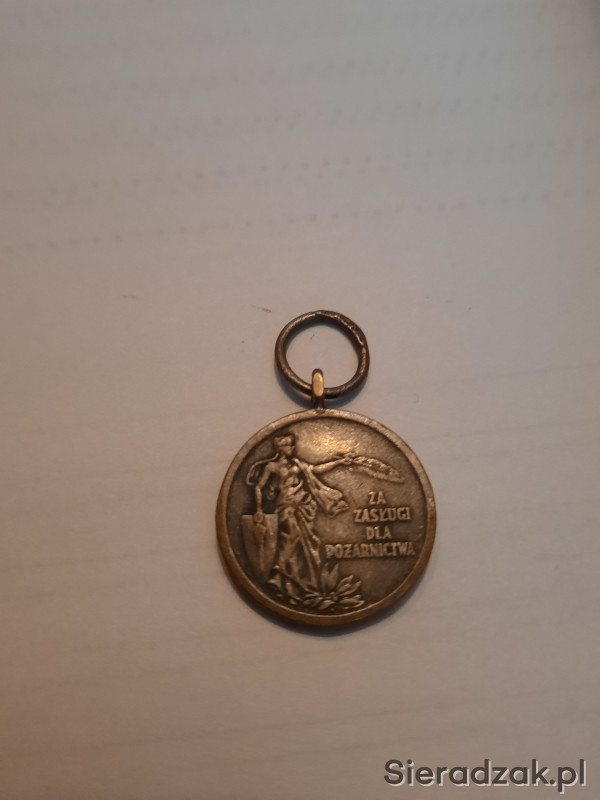 ZA
ZASŁUGI
DLA
POŻARNICTWA
Sieradzak.pl